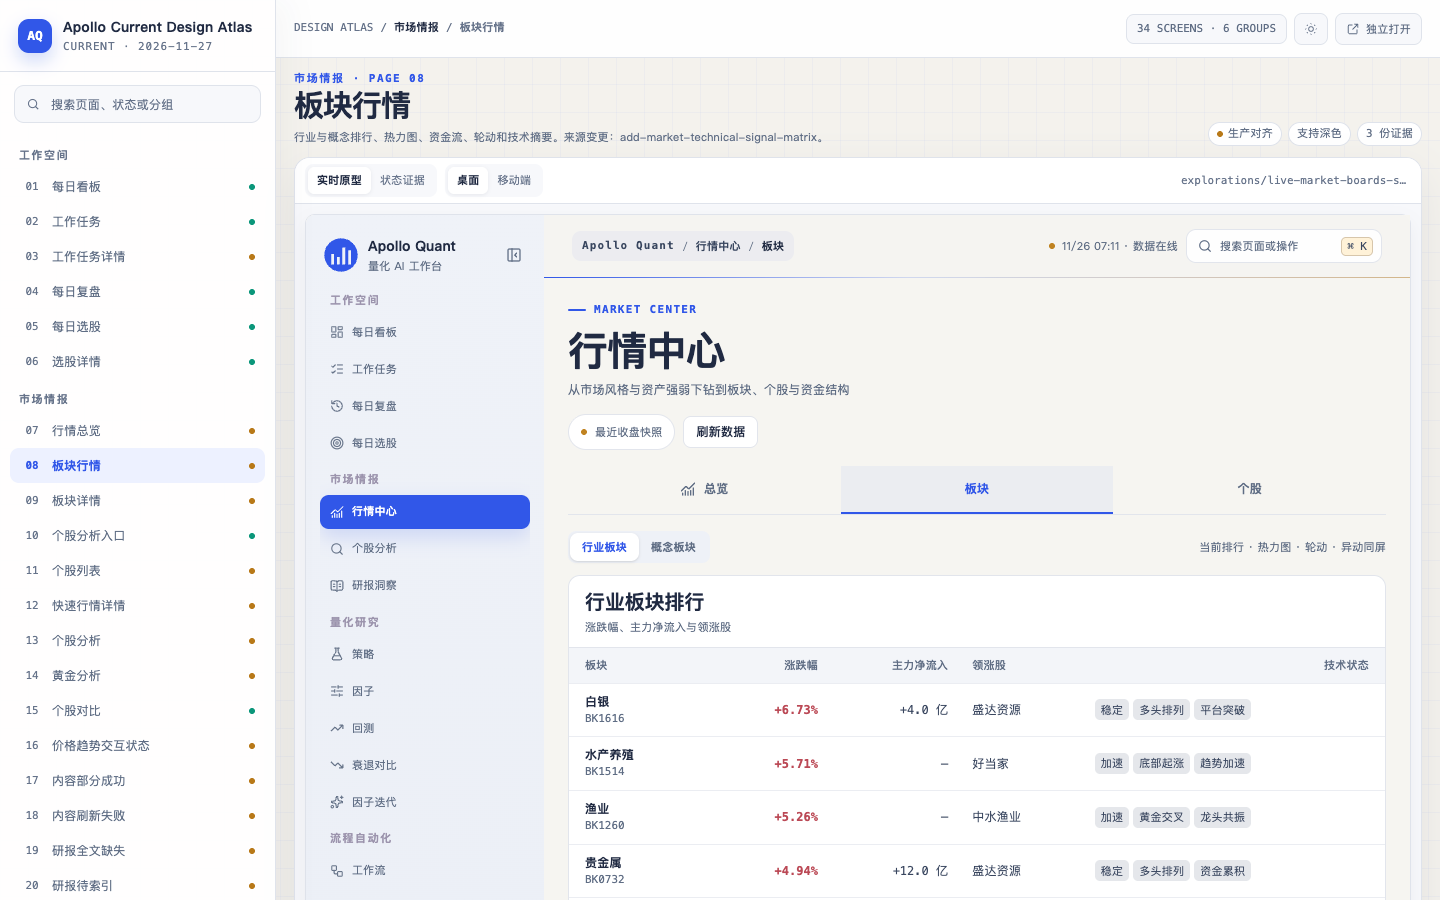 AQ
Apollo Current Design Atlas
CURRENT · 2026-11-27
搜索页面、状态或分组
工作空间
01 每日看板
02 工作任务
03 工作任务详情
04 每日复盘
05 每日选股
06 选股详情
市场情报
07 行情总览
08 板块行情
09 板块详情
10 个股分析入口
11 个股列表
12 快速行情详情
13 个股分析
14 黄金分析
15 个股对比
16 价格趋势交互状态
17 内容部分成功
18 内容刷新失败
19 研报全文缺失
20 研报待索引
DESIGN ATLAS / 市场情报 / 板块行情
34 SCREENS · 6 GROUPS
独立打开
市场情报 · PAGE 08
板块行情
行业与概念排行、热力图、资金流、轮动和技术摘要。来源变更：add-market-technical-signal-matrix。
生产对齐
支持深色
3 份证据
实时原型 状态证据 桌面 移动端
explorations/live-market-boards-s…
Apollo Quant
量化 AI 工作台
工作空间
每日看板
工作任务
每日复盘
每日选股
市场情报
行情中心
个股分析
研报洞察
量化研究
策略
因子
回测
衰退对比
因子迭代
流程自动化
工作流
Apollo Quant / 行情中心 / 板块
11/26 07:11 · 数据在线
搜索页面或操作
⌘ K
MARKET CENTER
行情中心
从市场风格与资产强弱下钻到板块、个股与资金结构
最近收盘快照
刷新数据
总览 板块 个股
行业板块 概念板块
当前排行 · 热力图 · 轮动 · 异动同屏
行业板块排行
涨跌幅、主力净流入与领涨股
板块 涨跌幅 主力净流入 领涨股 技术状态
白银
BK1616
+6.73% +4.0 亿 盛达资源 稳定 多头排列 平台突破
水产养殖
BK1514
+5.71% — 好当家 加速 底部起涨 趋势加速
渔业
BK1260
+5.26% — 中水渔业 加速 黄金交叉 龙头共振
贵金属
BK0732
+4.94% +12.0 亿 盛达资源 稳定 多头排列 资金累积